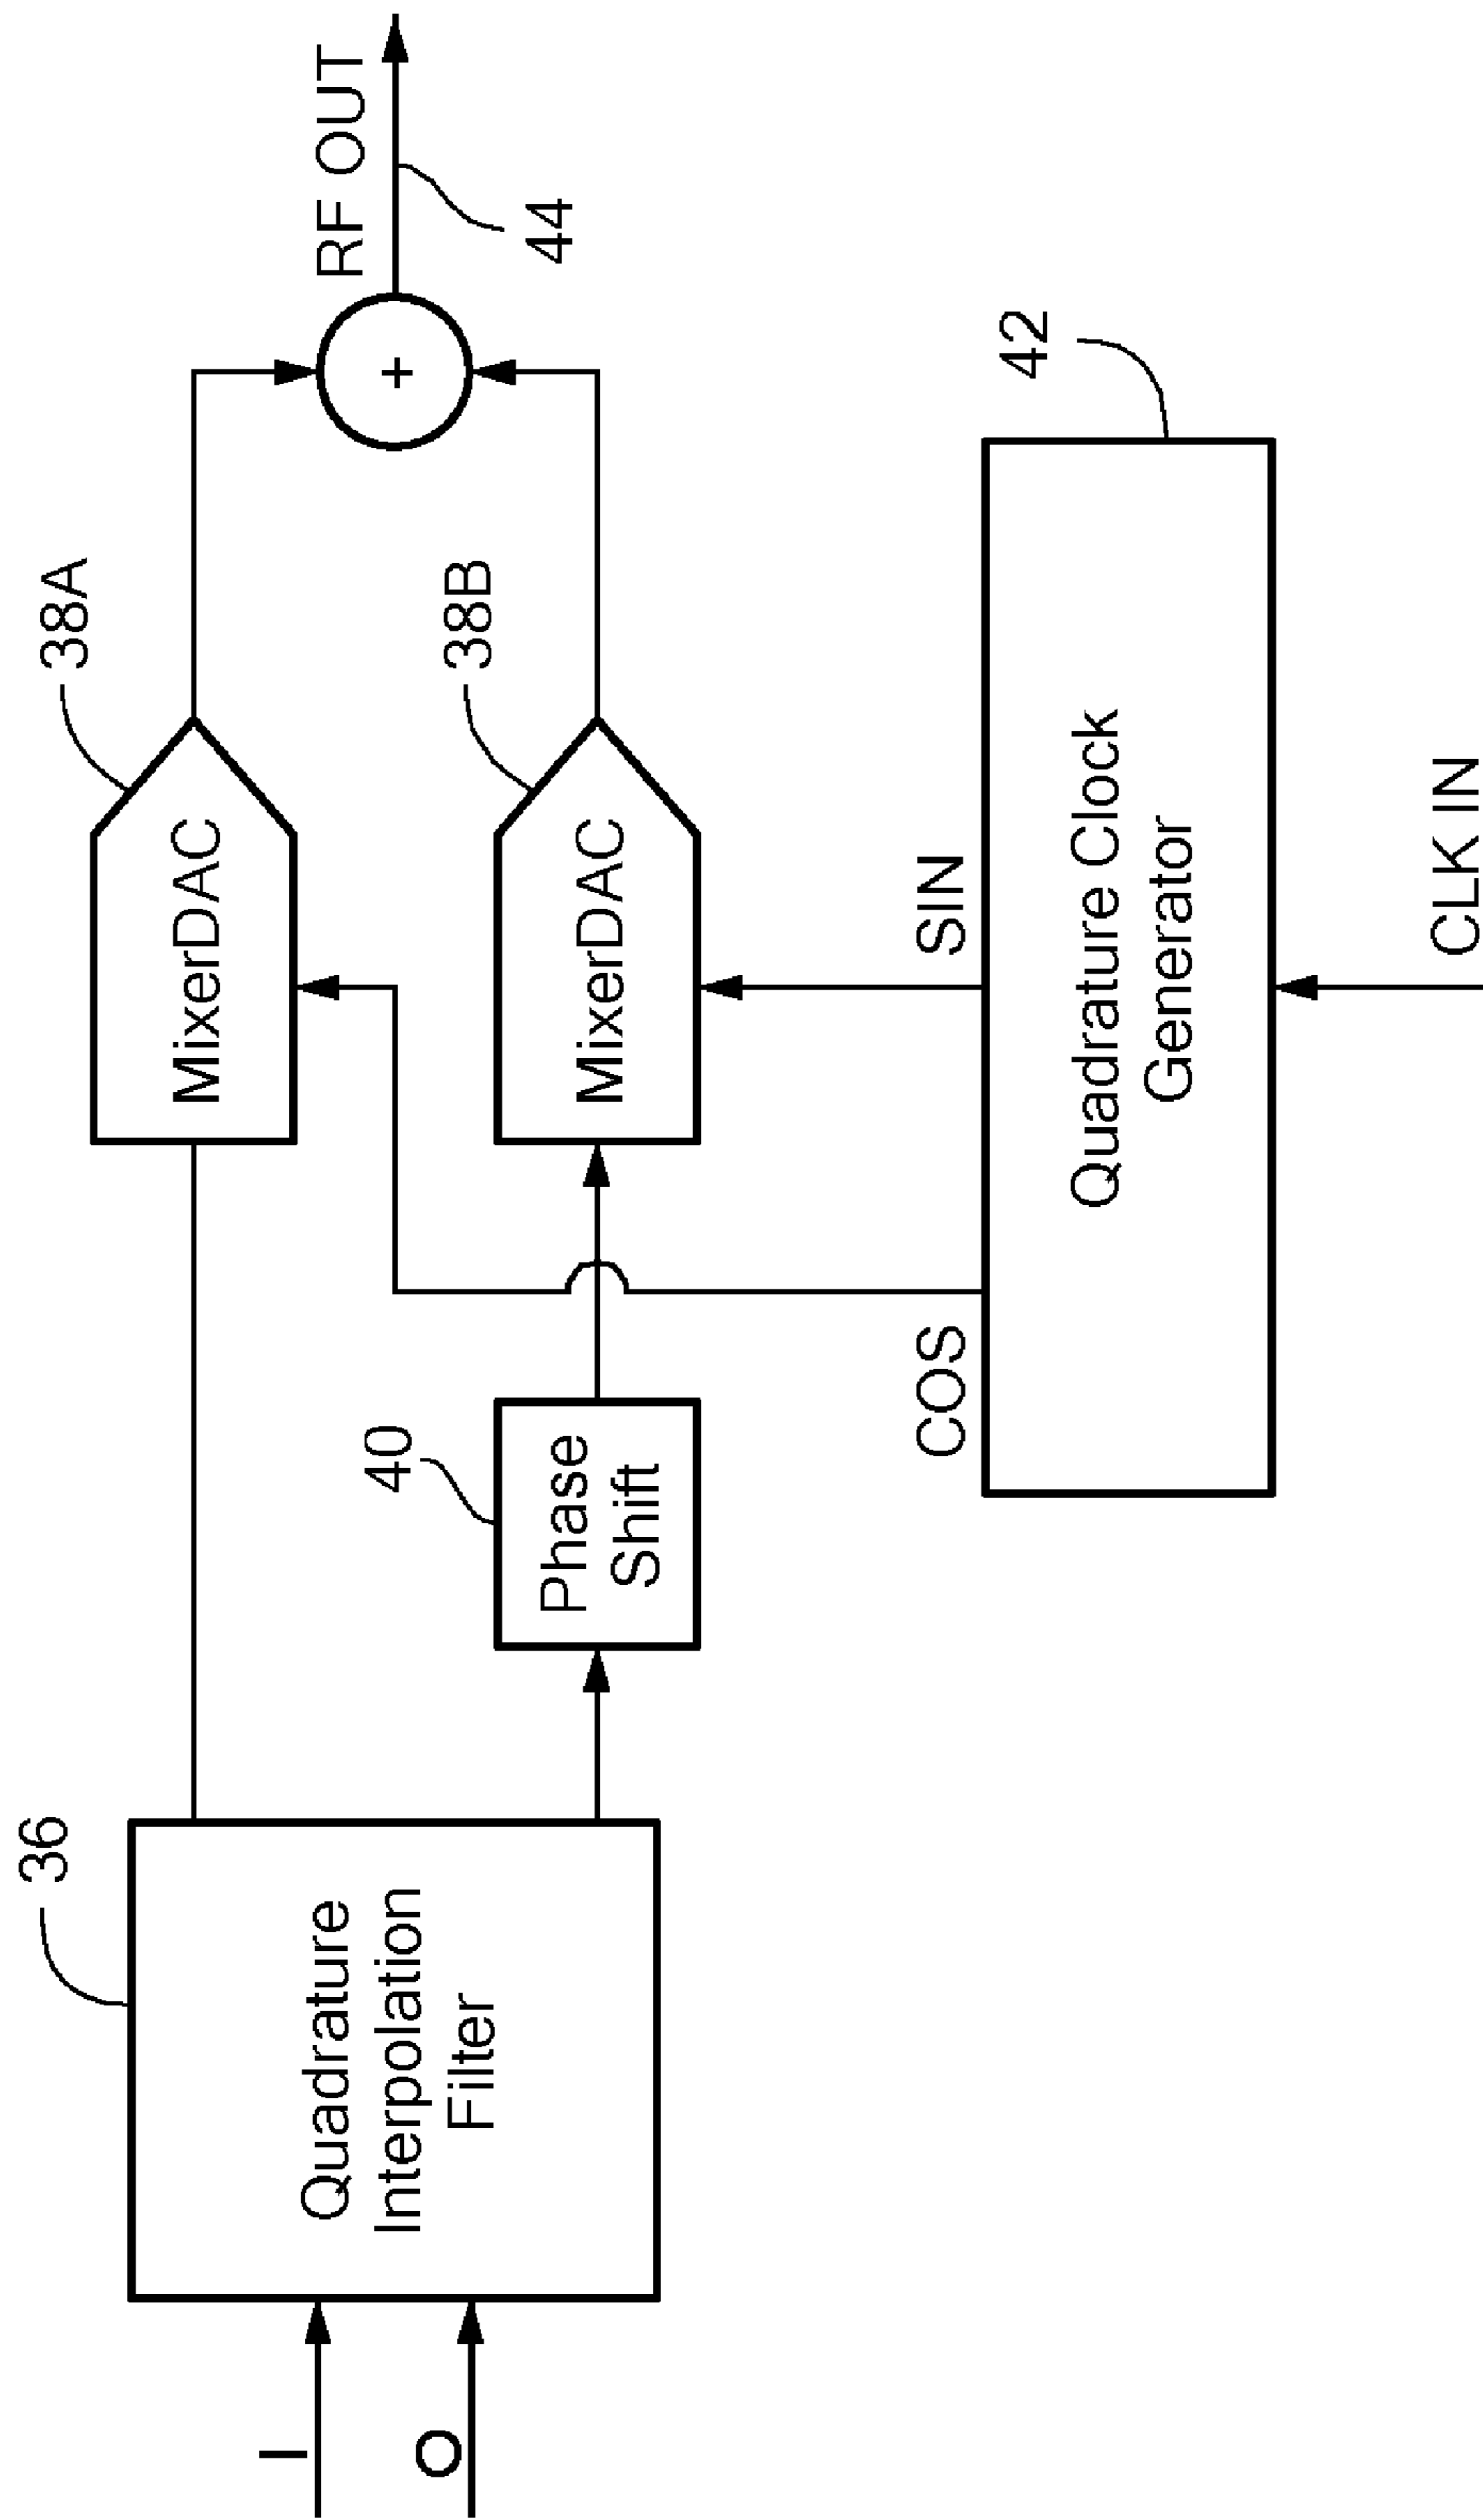 36
I
O
Quadrature
Interpolation
Filter
38A
MixerDAC
40
Phase
Shift
38B
MixerDAC
RF OUT
+
44
COS
SIN
42
Quadrature Clock
Generator
CLK IN